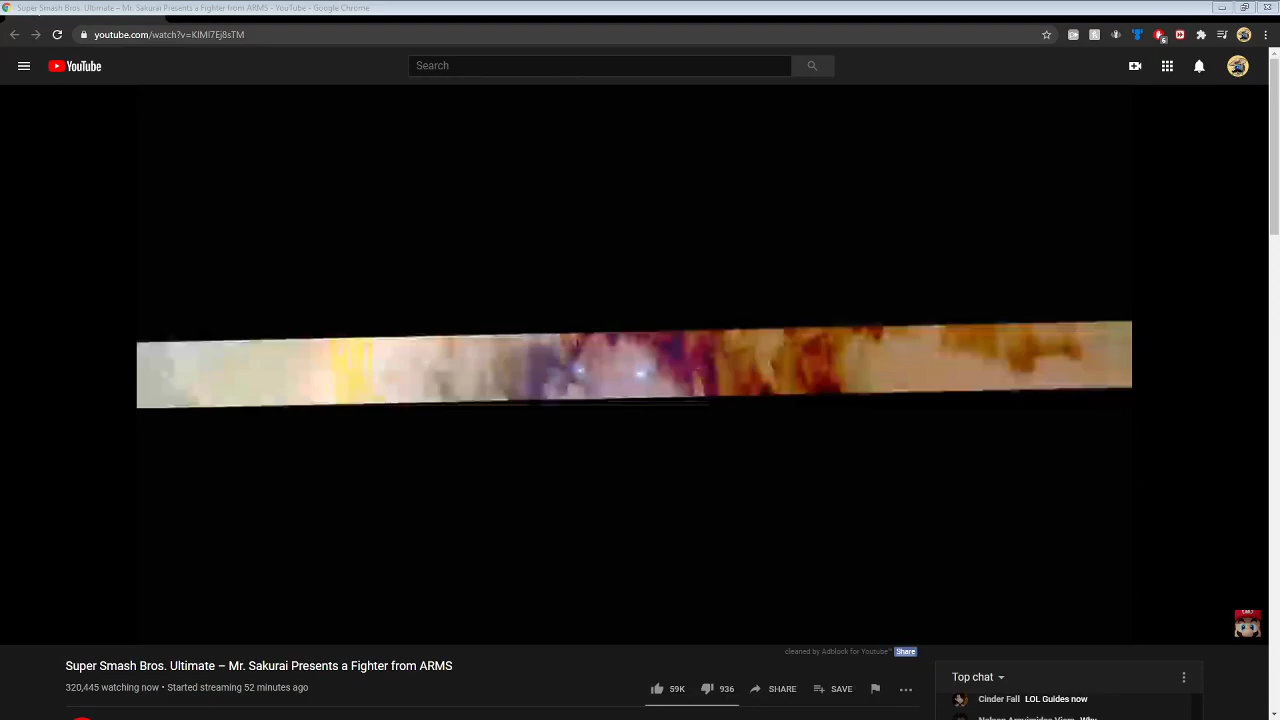 Super Smash Bros. Ultimate – Mr. Sakurai Presents a Fighter from ARMS - YouTube - Google Chrome
youtube.com/watch?v=KIMI7Ej8sTM
6
YouTube
Search
cleaned by Adblock for Youtube™ Share
Super Smash Bros. Ultimate – Mr. Sakurai Presents a Fighter from ARMS
320,445 watching now • Started streaming 52 minutes ago
59K 936 SHARE SAVE
Top chat
Cinder Fall LOL Guides now